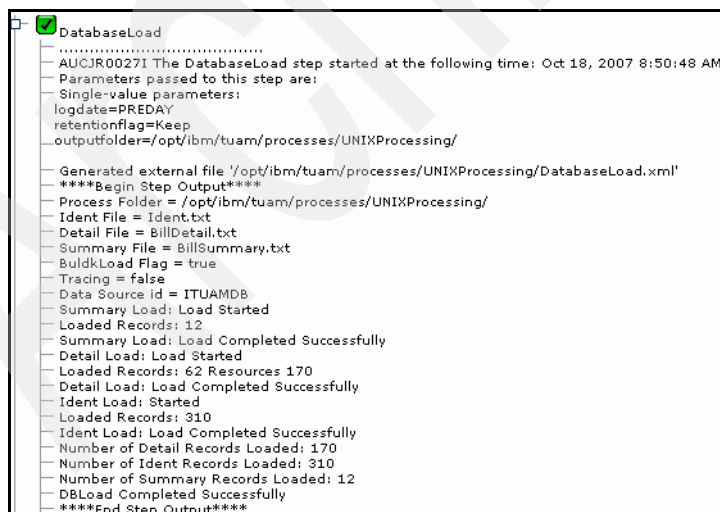 DatabaseLoad
.......................................
AUCJR0027I The DatabaseLoad step started at the following time: Oct 18, 2007 8:50:48 AM
Parameters passed to this step are:
Single-value parameters:
logdate=PREDAY
retentionflag=Keep
outputfolder=/opt/ibm/tuam/processes/UNIXProcessing/
Generated external file '/opt/ibm/tuam/processes/UNIXProcessing/DatabaseLoad.xml'
****Begin Step Output****
Process Folder = /opt/ibm/tuam/processes/UNIXProcessing/
Ident File = Ident.txt
Detail File = BillDetail.txt
Summary File = BillSummary.txt
BuldkLoad Flag = true
Tracing = false
Data Source id = ITUAMDB
Summary Load: Load Started
Loaded Records: 12
Summary Load: Load Completed Successfully
Detail Load: Load Started
Loaded Records: 62 Resources 170
Detail Load: Load Completed Successfully
Ident Load: Started
Loaded Records: 310
Ident Load: Load Completed Successfully
Number of Detail Records Loaded: 170
Number of Ident Records Loaded: 310
Number of Summary Records Loaded: 12
DBLoad Completed Successfully
****End Step Output****